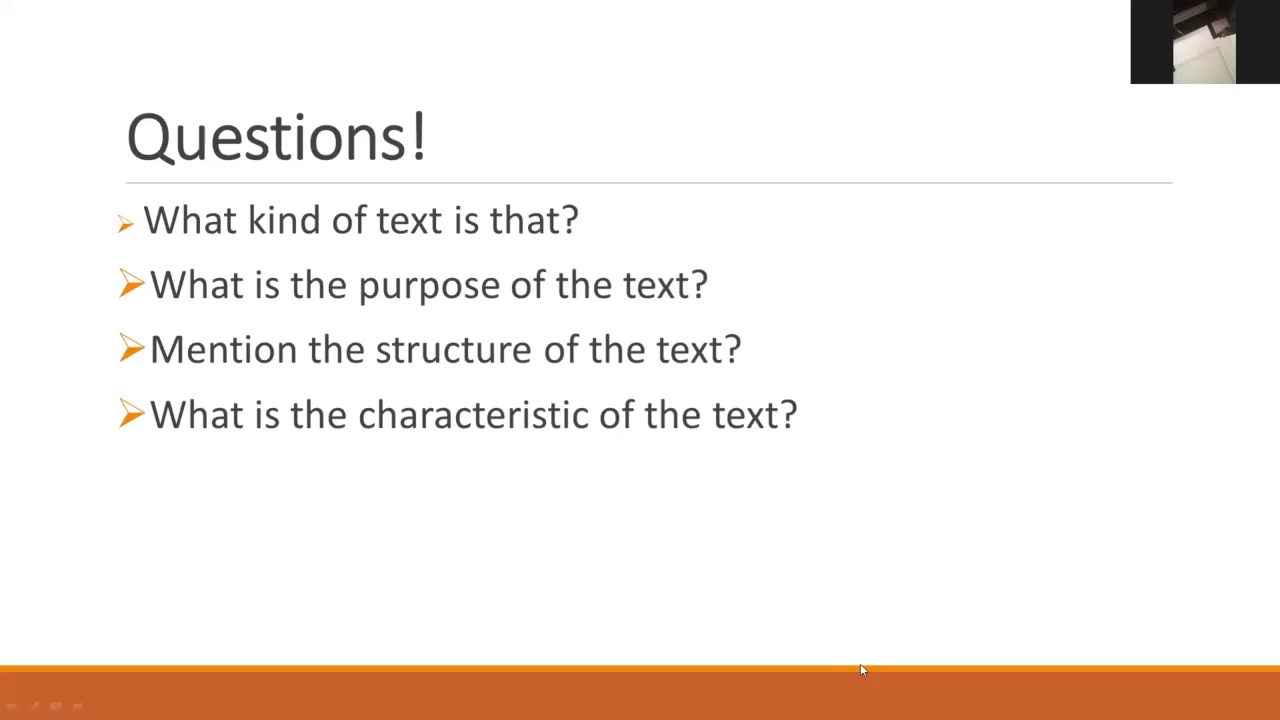 Questions!
What kind of text is that?
What is the purpose of the text?
Mention the structure of the text?
What is the characteristic of the text?